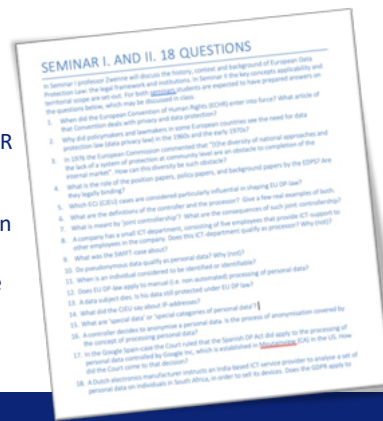 SEMINAR I. AND II. 18 QUESTIONS
In Seminar I professor Zwenne will discuss the history, context and background of European Data
Protection Law: the legal framework and institutions. In Seminar II the key concepts applicability and
territorial scope are set out. For both seminars students are expected to have prepared answers on
the questions below, which may be discussed in class.
1. When did the European Convention of Human Rights (ECHR) enter into force? What article of
that Convention deals with privacy and data protection?
2. Why did policymakers and lawmakers in some European countries see the need for data
protection law (data privacy law) in the 1960s and the early 1970s?
3. In 1976 the European Commission commented that "[t]he diversity of national approaches and
the lack of a system of protection at community level are an obstacle to completion of the
internal market". How can this diversity be such obstacle?
4. What is the role of the position papers, policy papers, and background papers by the EDPS? Are
they legally binding?
5. Which ECJ (CJEU) cases are considered particularly influential in shaping EU DP-law?
6. What are the definitions of the controller and the processor? Give a few real examples of both.
7. What is meant by 'joint controllership'? What are the consequences of such joint controllership?
8. A company has a small ICT-department, consisting of five employees that provide ICT-support to
other employees in the company. Does this ICT-department qualify as processor? Why (not)?
9. What was the SWIFT-case about?
10. Do pseudonymous data qualify as personal data? Why (not)?
11. When is an individual considered to be identified or identifiable?
12. Does EU DP-law apply to manual (i.e. non automated) processing of personal data?
13. A data subject dies. Is his data still protected under EU DP-law?
14. What did the CJEU say about IP-addresses?
15. What are 'special data' or 'special categories of personal data'?
16. A controller decides to anonymise a personal data. Is the process of anonymisation covered by
the concept of processing personal data?
17. In the Google Spain-case the Court ruled that the Spanish DP Act did apply to the processing of
personal data controlled by Google Inc, which is established in Mountainview (CA) in the US. How
did the Court come to that decision?
18. A Dutch electronics manufacturer instructs an India-based ICT service provider to analyse a set of
personal data on individuals in South Africa, in order to sell its devices. Does the GDPR apply to
R
n